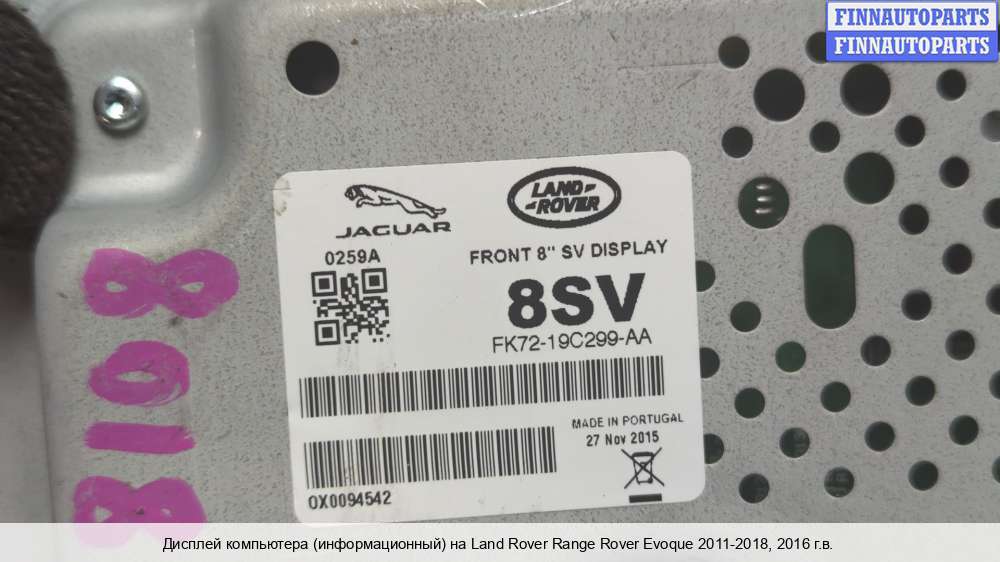 FINNAUTOPARTS
FINNAUTOPARTS
JAGUAR
LAND
ROVER
0259A
FRONT 8" SV DISPLAY
8SV
FK72-19C299-AA
MADE IN PORTUGAL
27 Nov 2015
OX0094542
8108
Дисплей компьютера (информационный) на Land Rover Range Rover Evoque 2011-2018, 2016 г.в.